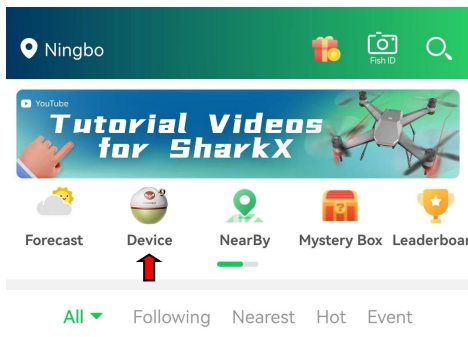 Ningbo
Fish ID
YouTube
Tutorial Videos
for SharkX
Forecast Device NearBy Mystery Box Leaderboar
All Following Nearest Hot Event